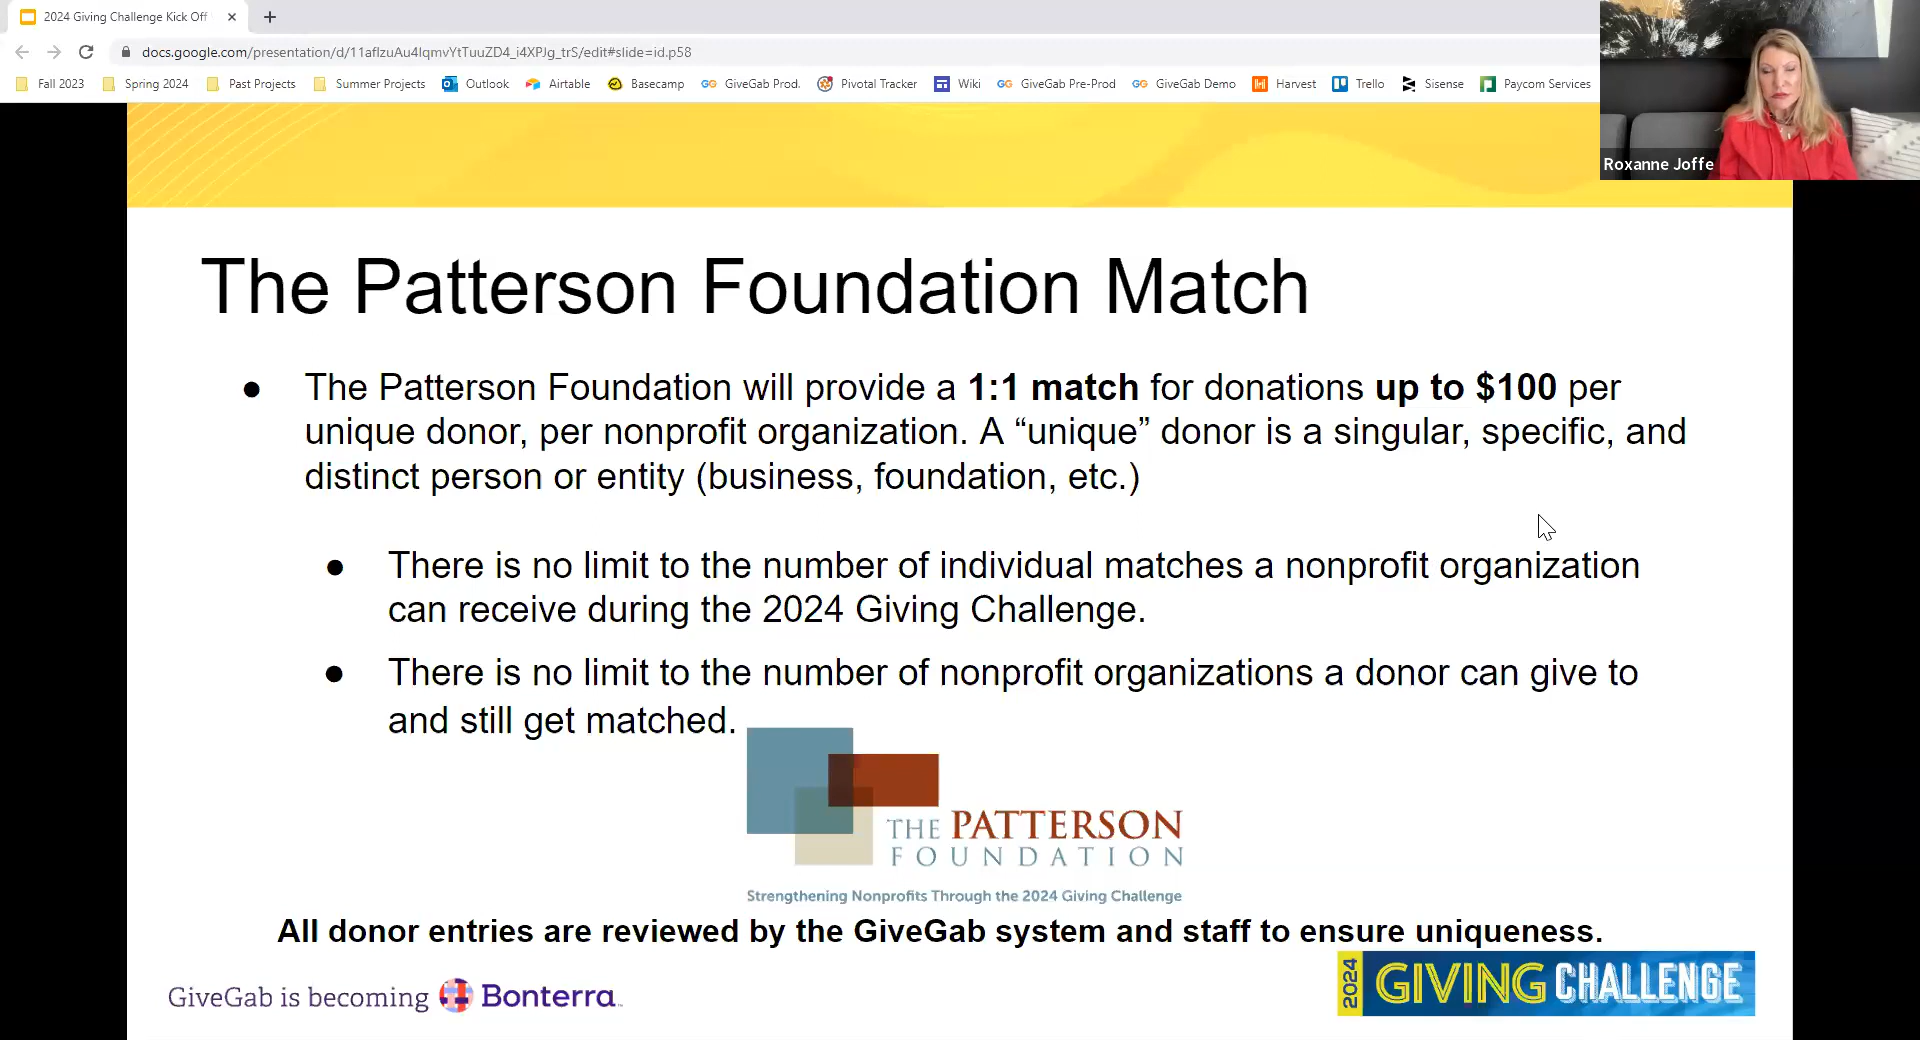 2024 Giving Challenge Kick Off
docs.google.com/presentation/d/11aflzuAu4lqmvYtTuuZD4_i4XPJg_trS/edit#slide=id.p58
Fall 2023 Spring 2024 Past Projects Summer Projects Outlook Airtable Basecamp GiveGab Prod. Pivotal Tracker Wiki GiveGab Pre-Prod GiveGab Demo Harvest Trello Sisense Paycom Services
Roxanne Joffe
The Patterson Foundation Match
● The Patterson Foundation will provide a 1:1 match for donations up to $100 per
unique donor, per nonprofit organization. A “unique” donor is a singular, specific, and
distinct person or entity (business, foundation, etc.)
● There is no limit to the number of individual matches a nonprofit organization
can receive during the 2024 Giving Challenge.
● There is no limit to the number of nonprofit organizations a donor can give to
and still get matched.
THE PATTERSON
FOUNDATION
Strengthening Nonprofits Through the 2024 Giving Challenge
All donor entries are reviewed by the GiveGab system and staff to ensure uniqueness.
GiveGab is becoming Bonterra™
2024 GIVING CHALLENGE